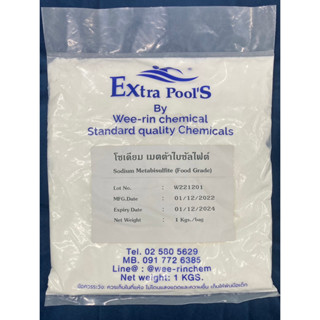 EXtra Pool'S
By
Wee-rin chemical
Standard quality Chemicals
โซเดียม เมตต้าไบซัลไฟต์
Sodium Metabisulfite (Food Grade)
Lot No. : W221201
MFG.Date : 01/12/2022
Expiry Date : 01/12/2024
Net Weight : 1 Kgs./bag
Tel. 02 580 5629
MB. 091 772 6385
Line@ : @wee-rinchem
Net weight: 1 KGS.